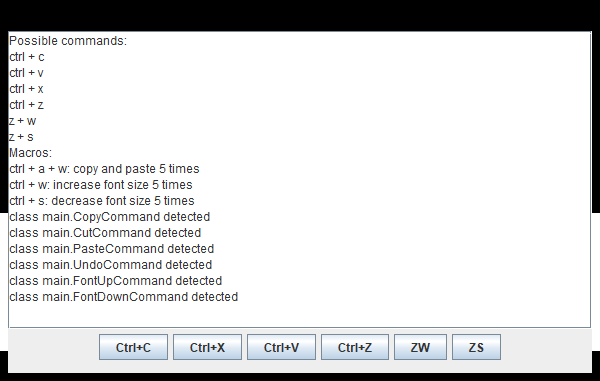 Possible commands:
ctrl + c
ctrl + v
ctrl + x
ctrl + z
z + w
z + s
Macros:
ctrl + a + w: copy and paste 5 times
ctrl + w: increase font size 5 times
ctrl + s: decrease font size 5 times
class main.CopyCommand detected
class main.CutCommand detected
class main.PasteCommand detected
class main.UndoCommand detected
class main.FontUpCommand detected
class main.FontDownCommand detected
Ctrl+C Ctrl+X Ctrl+V Ctrl+Z ZW ZS